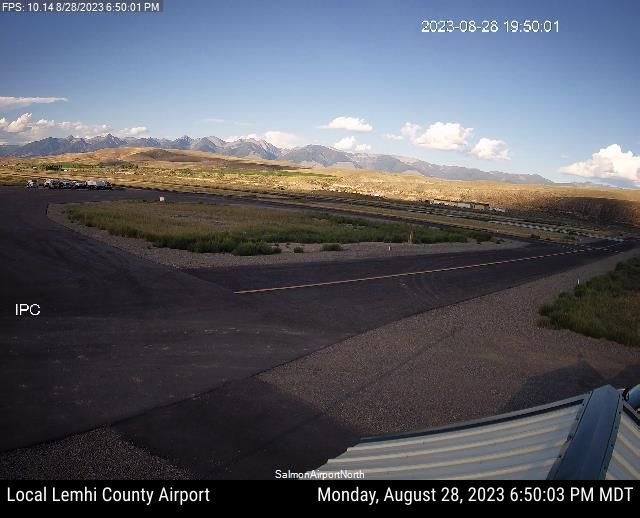 FPS: 10.14 8/28/2023 6:50:01 PM
2023-08-28 19:50:01
IPC
SalmonAirportNorth
Local Lemhi County Airport
Monday, August 28, 2023 6:50:03 PM MDT